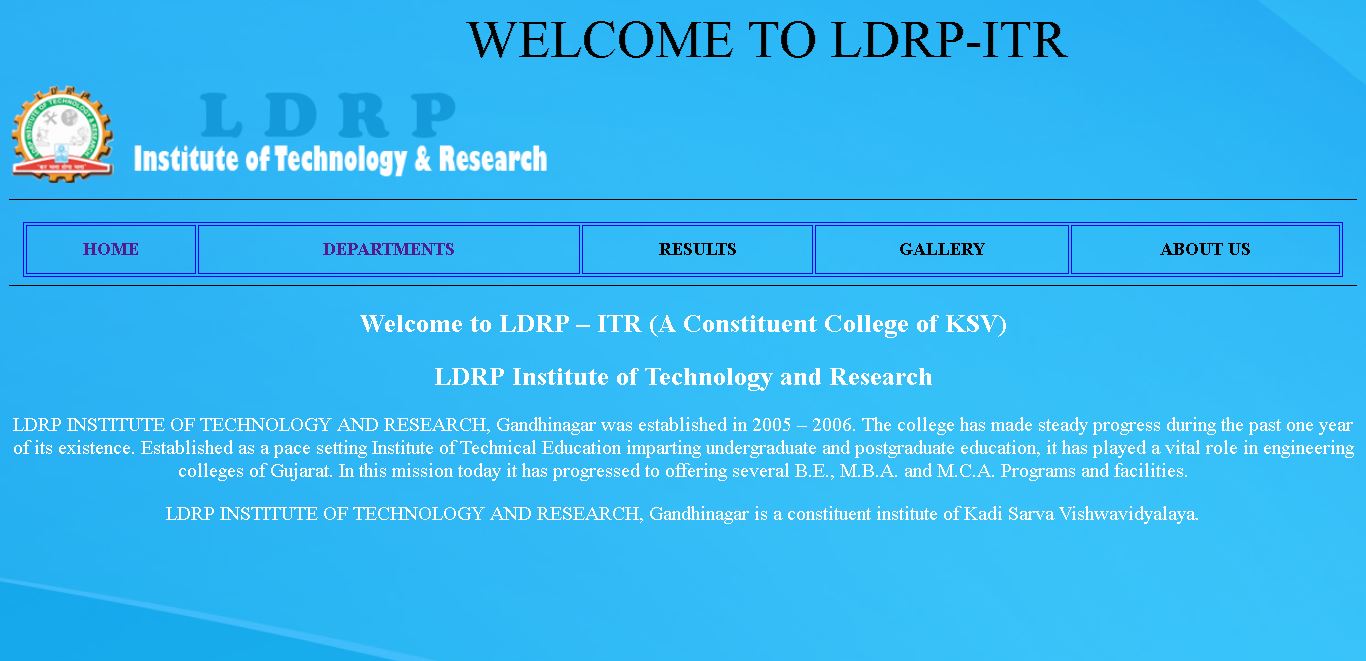 WELCOME TO LDRP-ITR
LDRP
Institute of Technology & Research
HOME DEPARTMENTS RESULTS GALLERY ABOUT US
Welcome to LDRP – ITR (A Constituent College of KSV)
LDRP Institute of Technology and Research
LDRP INSTITUTE OF TECHNOLOGY AND RESEARCH, Gandhinagar was established in 2005 – 2006. The college has made steady progress during the past one year
of its existence. Established as a pace setting Institute of Technical Education imparting undergraduate and postgraduate education, it has played a vital role in engineering
colleges of Gujarat. In this mission today it has progressed to offering several B.E., M.B.A. and M.C.A. Programs and facilities.
LDRP INSTITUTE OF TECHNOLOGY AND RESEARCH, Gandhinagar is a constituent institute of Kadi Sarva Vishwavidyalaya.